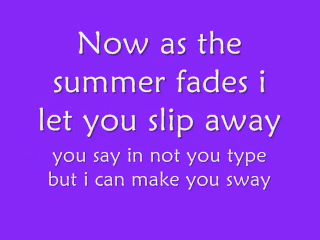 Now as the
summer fades i
let you slip away
you say in not you type
but i can make you sway